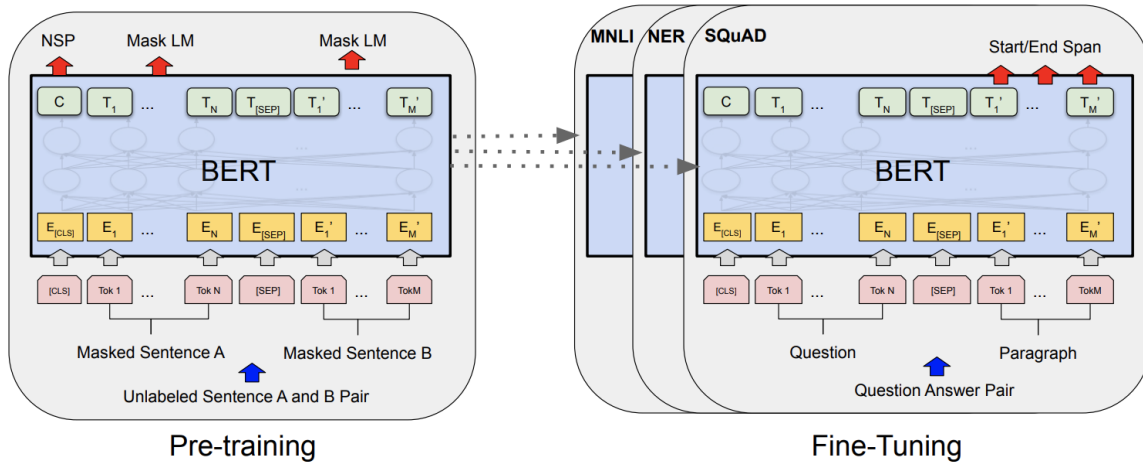 NSP Mask LM Mask LM
C T1 ... TN T[SEP] T1' ... TM'
BERT
E[CLS] E1 ... EN E[SEP] E1' ... EM'
[CLS] Tok 1 ... Tok N [SEP] Tok 1 ... TokM
Masked Sentence A Masked Sentence B
Unlabeled Sentence A and B Pair
Pre-training
MNLI NER SQuAD
Start/End Span
C T1 ... TN T[SEP] T1' ... TM'
BERT
E[CLS] E1 ... EN E[SEP] E1' ... EM'
[CLS] Tok 1 ... Tok N [SEP] Tok 1 ... TokM
Question Paragraph
Question Answer Pair
Fine-Tuning